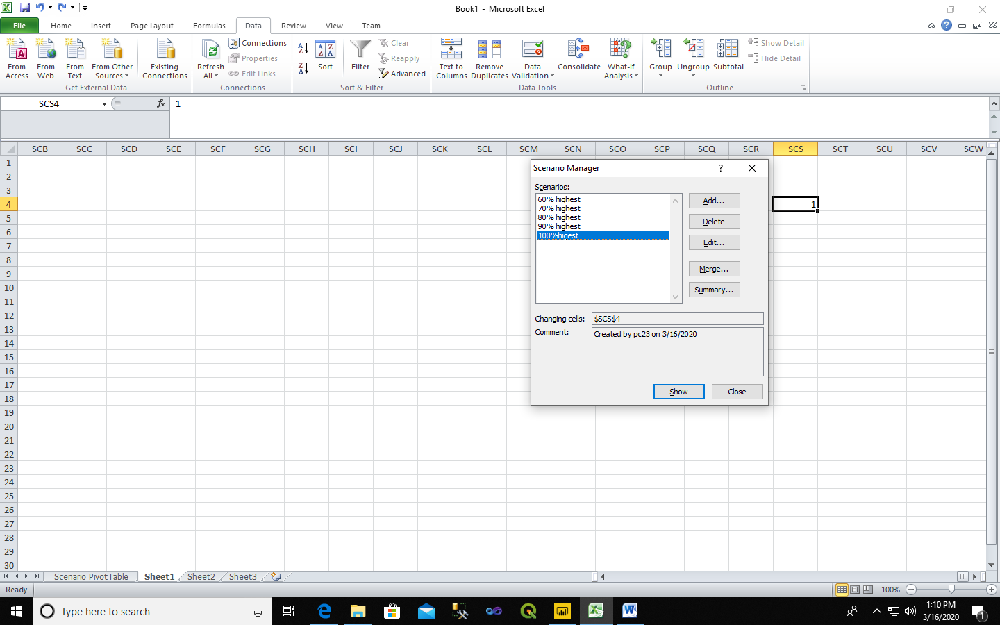 Book1 - Microsoft Excel
File Home Insert Page Layout Formulas Data Review View Team
From Access
From Web
From Text
From Other Sources
Existing Connections
Get External Data
Refresh All
Connections
Properties
Edit Links
Connections
Sort
Filter
Clear
Reapply
Advanced
Sort & Filter
Text to Columns
Remove Duplicates
Data Validation
Consolidate
What-If Analysis
Data Tools
Group
Ungroup
Subtotal
Show Detail
Hide Detail
Outline
SCS4 fx 1
SCB SCC SCD SCE SCF SCG SCH SCI SCJ SCK SCL SCM SCN SCO SCP SCQ SCR SCS SCT SCU SCV SCW
1
2
3
4 1
5
6
7
8
9
10
11
12
13
14
15
16
17
18
19
20
21
22
23
24
25
26
27
28
29
30
Scenario Manager ?
Scenarios:
60% highest
70% highest
80% highest
90% highest
100%higest
Add...
Delete
Edit...
Merge...
Summary...
Changing cells: $SCS$4
Comment: Created by pc23 on 3/16/2020
Show Close
Scenario PivotTable Sheet1 Sheet2 Sheet3
Ready 100%
Type here to search
1:10 PM
3/16/2020
1